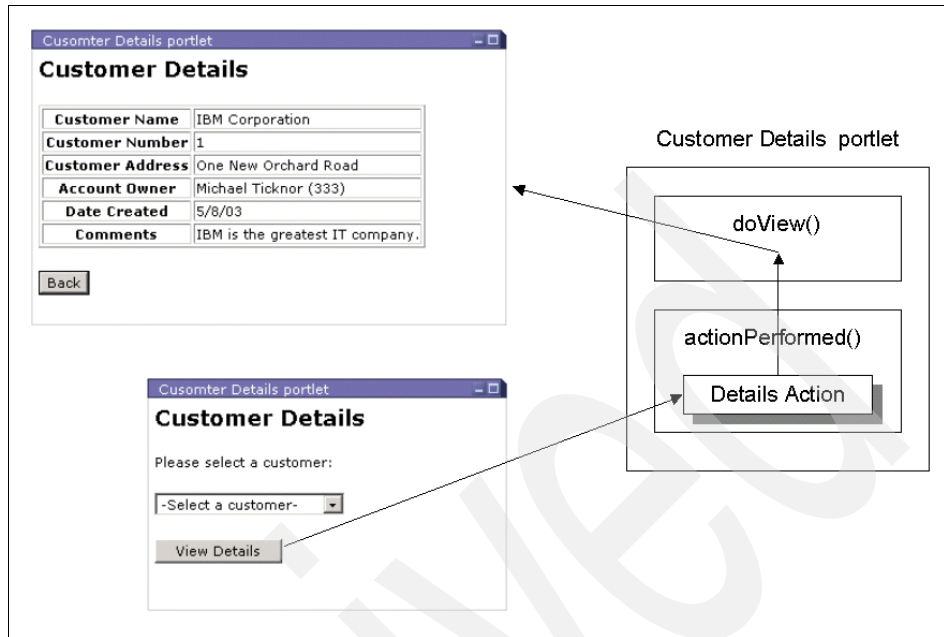 Cusomter Details portlet
Customer Details
Customer Name IBM Corporation
Customer Number 1
Customer Address One New Orchard Road
Account Owner Michael Ticknor (333)
Date Created 5/8/03
Comments IBM is the greatest IT company.
Back
Customer Details portlet
doView()
actionPerformed()
Details Action
Cusomter Details portlet
Customer Details
Please select a customer:
-Select a customer-
View Details